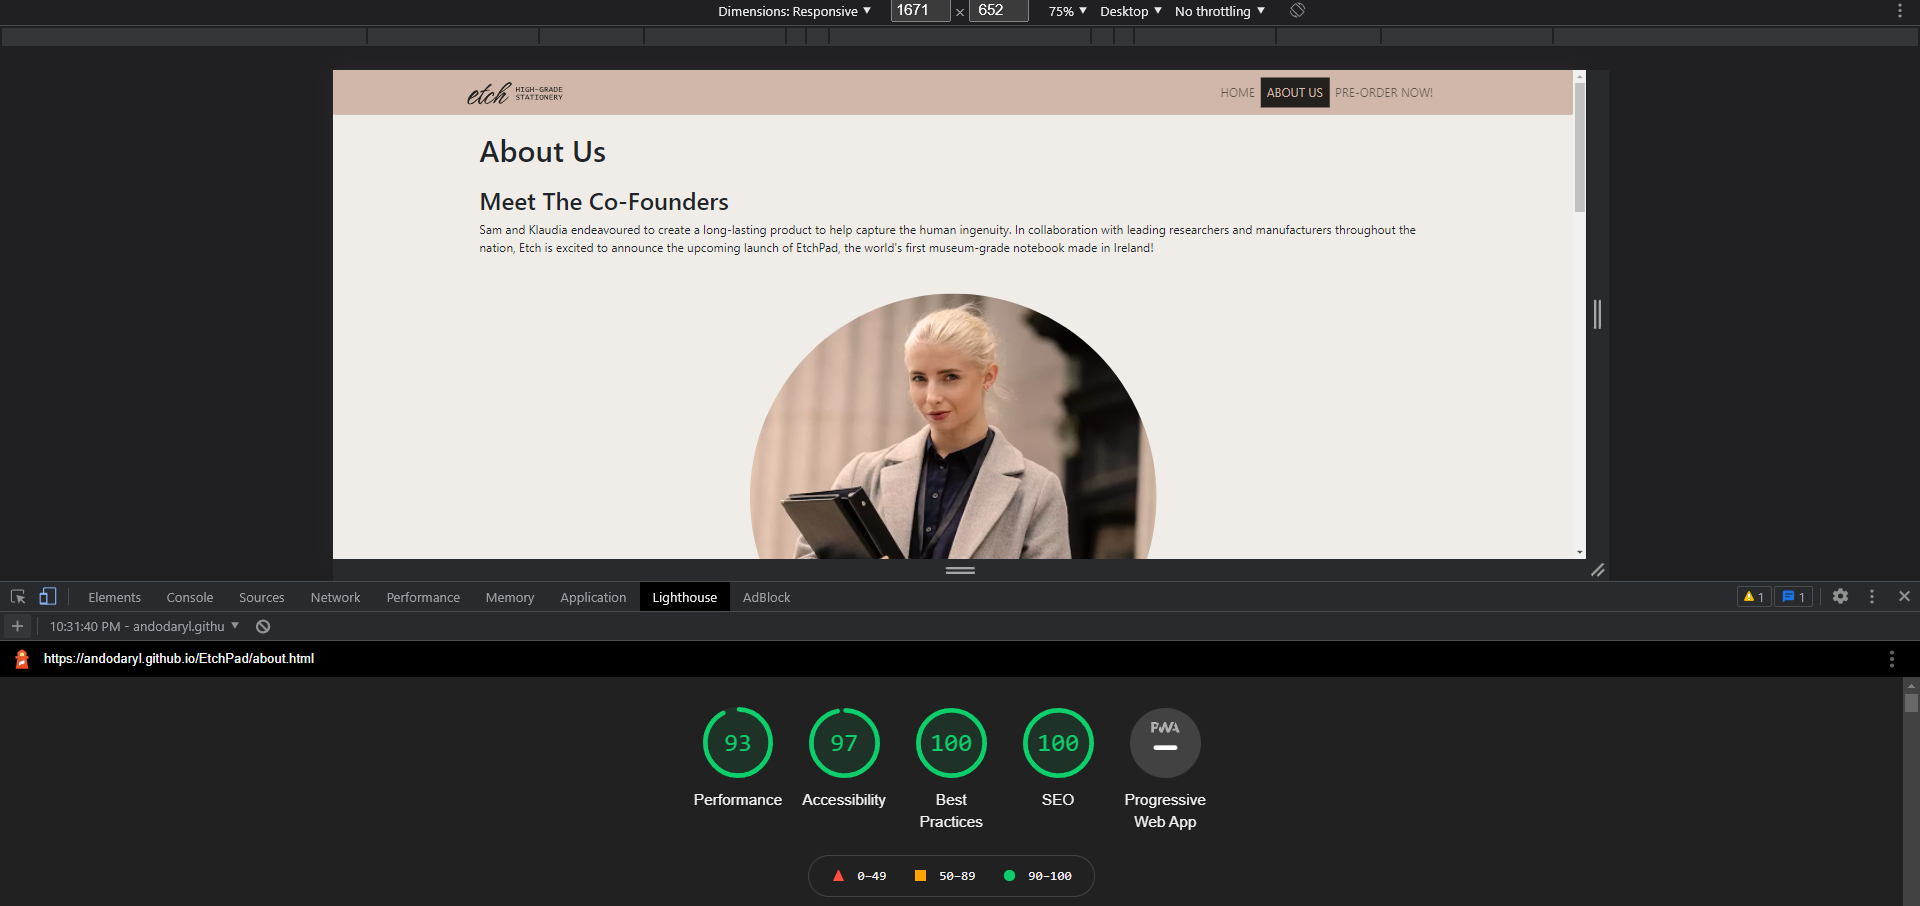 Dimensions: Responsive ▼ 1671 × 652 75% ▼ Desktop ▼ No throttling ▼
etch HIGH-GRADE
STATIONERY
HOME ABOUT US PRE-ORDER NOW!
About Us
Meet The Co-Founders
Sam and Klaudia endeavoured to create a long-lasting product to help capture the human ingenuity. In collaboration with leading researchers and manufacturers throughout the
nation, Etch is excited to announce the upcoming launch of EtchPad, the world's first museum-grade notebook made in Ireland!
Elements Console Sources Network Performance Memory Application Lighthouse AdBlock 1 1
10:31:40 PM - andodaryl.githu ▼
https://andodaryl.github.io/EtchPad/about.html
93 97 100 100 PWA
Performance Accessibility Best SEO Progressive
Practices Web App
0–49 50–89 90–100